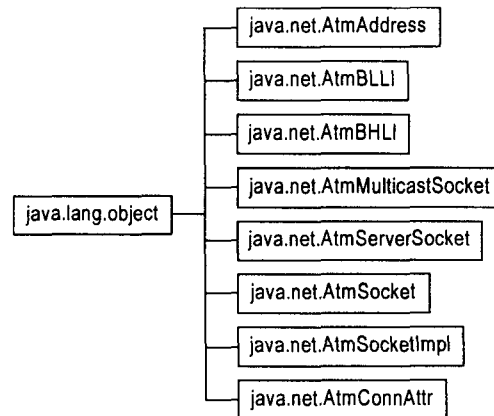 java.net.AtmAddress
java.net.AtmBLLI
java.net.AtmBHLI
java.net.AtmMulticastSocket
java.lang.object
java.net.AtmServerSocket
java.net.AtmSocket
java.net.AtmSocketImpl
java.net.AtmConnAttr